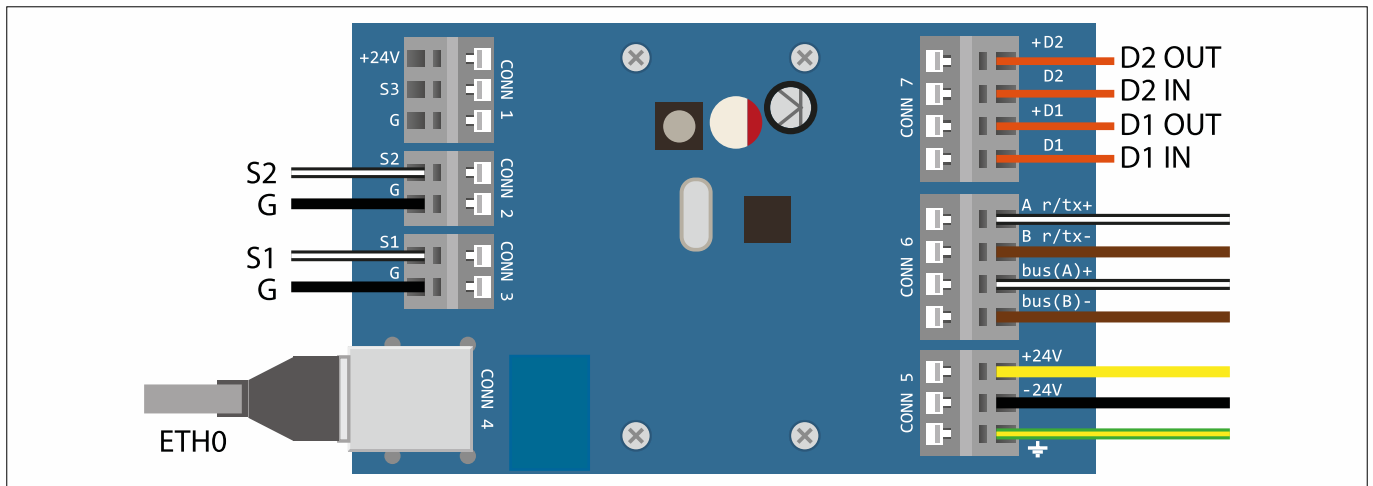 +24V
S3
G
CONN 1
S2
S2
G
G
CONN 2
S1
S1
G
G
CONN 3
CONN 4
ETH0
CONN 7
+D2
D2 OUT
D2
D2 IN
+D1
D1 OUT
D1
D1 IN
CONN 6
A r/tx+
B r/tx-
bus(A)+
bus(B)-
CONN 5
+24V
-24V